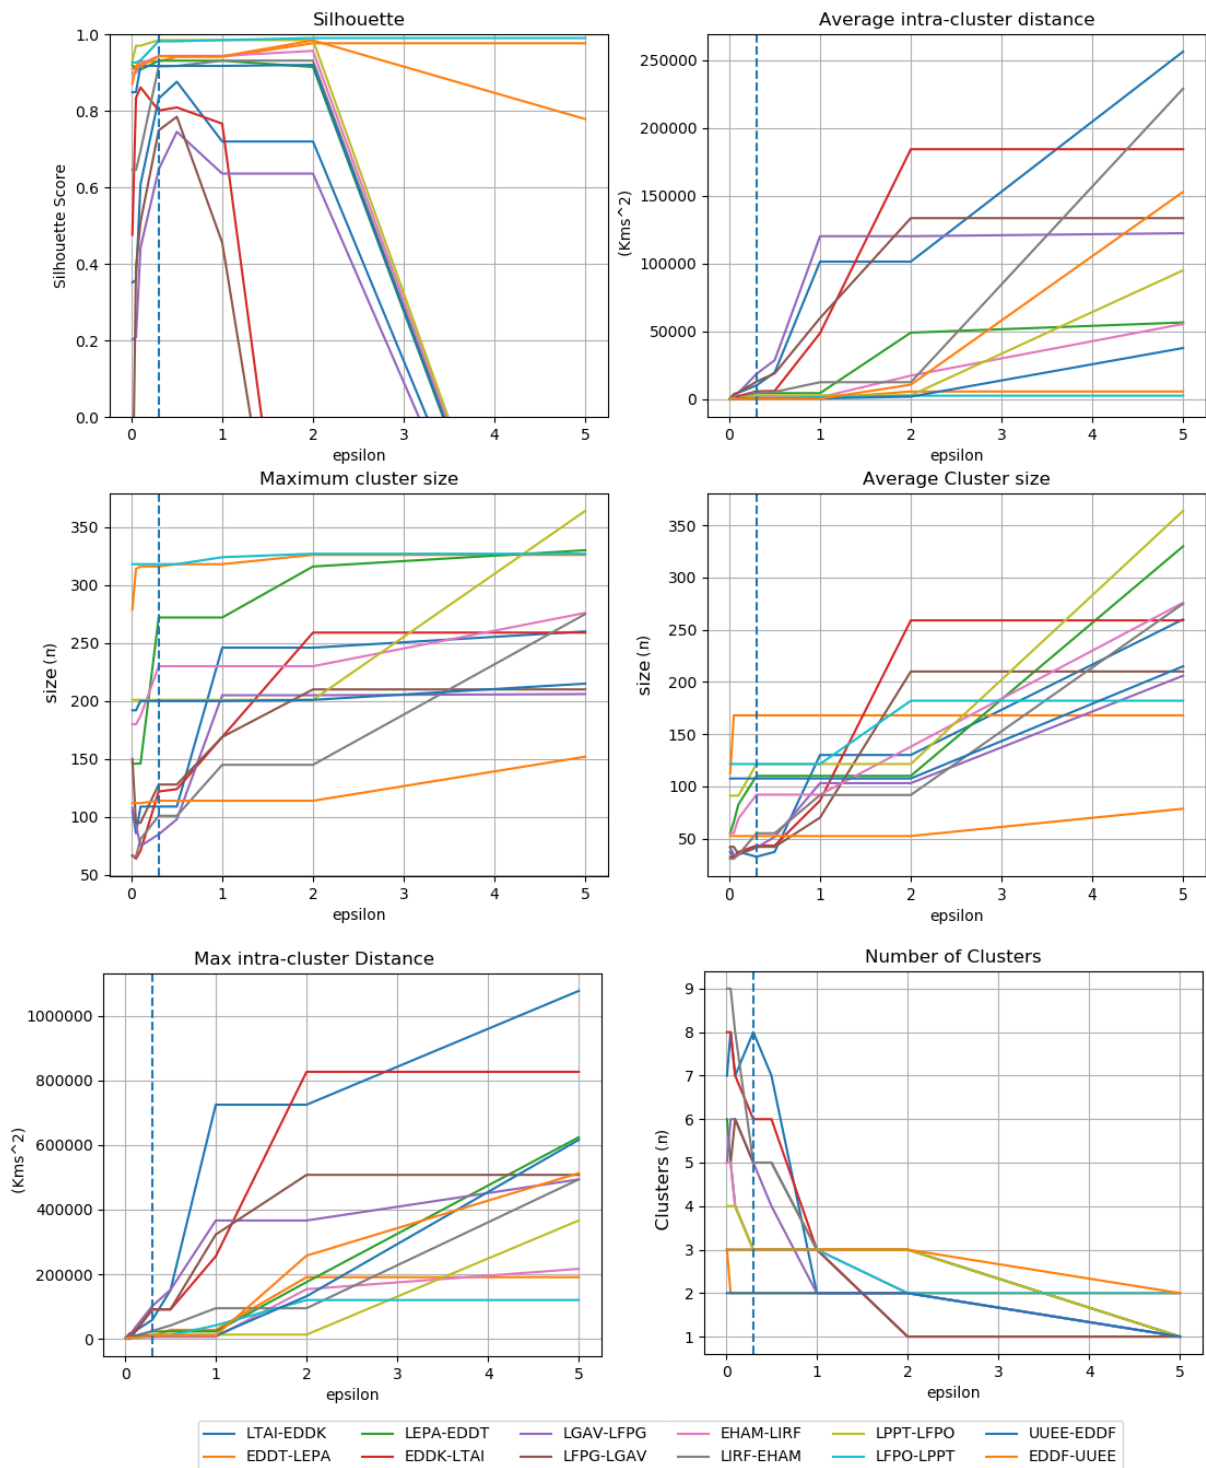 Silhouette
Average intra-cluster distance
1.0
0.8
0.6
0.4
0.2
0.0
Silhouette Score
0 1 2 3 4 5
epsilon
250000
200000
150000
100000
50000
0
(Kms^2)
0 1 2 3 4 5
epsilon
Maximum cluster size
Average Cluster size
350
300
250
200
150
100
50
size (n)
0 1 2 3 4 5
epsilon
350
300
250
200
150
100
50
size (n)
0 1 2 3 4 5
epsilon
Max intra-cluster Distance
Number of Clusters
1000000
800000
600000
400000
200000
0
(Kms^2)
0 1 2 3 4 5
epsilon
9
8
7
6
5
4
3
2
1
Clusters (n)
0 1 2 3 4 5
epsilon
LTAI-EDDK LEPA-EDDT LGAV-LFPG EHAM-LIRF LPPT-LFPO UUEE-EDDF
EDDT-LEPA EDDK-LTAI LFPG-LGAV LIRF-EHAM LFPO-LPPT EDDF-UUEE